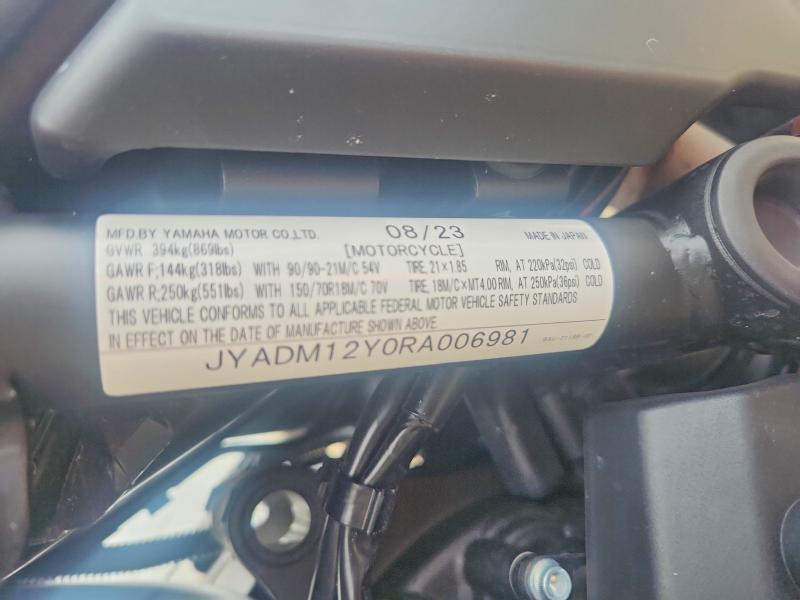 MFD.BY YAMAHA MOTOR CO.,LTD. 08/23 MADE IN JAPAN
GVWR 394kg(869lbs) [MOTORCYCLE]
GAWR F;144kg(318lbs) WITH 90/90-21M/C 54V TIRE, 21×1.85 RIM, AT 220kPa(32psi) COLD
GAWR R;250kg(551lbs) WITH 150/70R18M/C 70V TIRE, 18M/C×MT4.00 RIM, AT 250kPa(36psi) COLD
THIS VEHICLE CONFORMS TO ALL APPLICABLE FEDERAL MOTOR VEHICLE SAFETY STANDARDS
IN EFFECT ON THE DATE OF MANUFACTURE SHOWN ABOVE.
JYADM12Y0RA006981